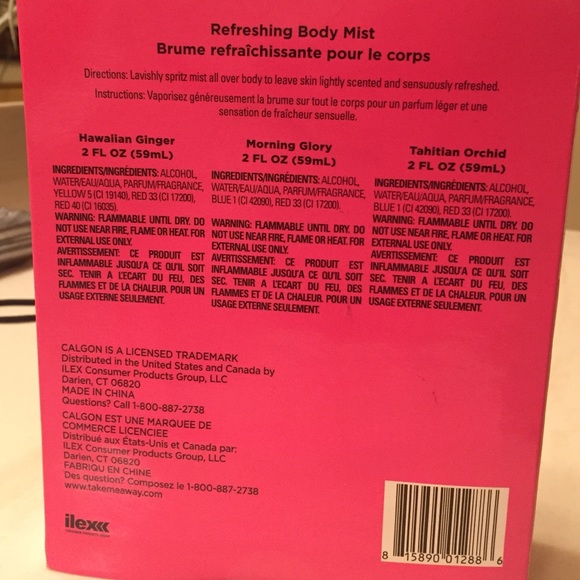 Refreshing Body Mist
Brume refraîchissante pour le corps
Directions: Lavishly spritz mist all over body to leave skin lightly scented and sensuously refreshed.
Instructions: Vaporisez généreusement la brume sur tout le corps pour un parfum léger et une
sensation de fraîcheur sensuelle.
Hawaiian Ginger
2 FL OZ (59mL)
INGREDIENTS/INGRÉDIENTS: ALCOHOL,
WATER/EAU/AQUA, PARFUM/FRAGRANCE,
YELLOW 5 (CI 19140), RED 33 (CI 17200),
RED 40 (CI 16035).
WARNING: FLAMMABLE UNTIL DRY. DO
NOT USE NEAR FIRE, FLAME OR HEAT. FOR
EXTERNAL USE ONLY.
AVERTISSEMENT: CE PRODUIT EST
INFLAMMABLE JUSQU'A CE QU'IL SOIT
SEC. TENIR A L'ECART DU FEU, DES
FLAMMES ET DE LA CHALEUR. POUR UN
USAGE EXTERNE SEULEMENT.
Morning Glory
2 FL OZ (59mL)
INGREDIENTS/INGRÉDIENTS: ALCOHOL,
WATER/EAU/AQUA, PARFUM/FRAGRANCE,
BLUE 1 (CI 42090), RED 33 (CI 17200).
WARNING: FLAMMABLE UNTIL DRY. DO
NOT USE NEAR FIRE, FLAME OR HEAT. FOR
EXTERNAL USE ONLY.
AVERTISSEMENT: CE PRODUIT EST
INFLAMMABLE JUSQU'A CE QU'IL SOIT
SEC. TENIR A L'ECART DU FEU, DES
FLAMMES ET DE LA CHALEUR. POUR UN
USAGE EXTERNE SEULEMENT.
Tahitian Orchid
2 FL OZ (59mL)
INGREDIENTS/INGRÉDIENTS: ALCOHOL,
WATER/EAU/AQUA, PARFUM/FRAGRANCE,
BLUE 1 (CI 42090), RED 33 (CI 17200).
WARNING: FLAMMABLE UNTIL DRY. DO
NOT USE NEAR FIRE, FLAME OR HEAT. FOR
EXTERNAL USE ONLY.
AVERTISSEMENT: CE PRODUIT EST
INFLAMMABLE JUSQU'A CE QU'IL SOIT
SEC. TENIR A L'ECART DU FEU, DES
FLAMMES ET DE LA CHALEUR. POUR UN
USAGE EXTERNE SEULEMENT.
CALGON IS A LICENSED TRADEMARK
Distributed in the United States and Canada by
ILEX Consumer Products Group, LLC
Darien, CT 06820
MADE IN CHINA
Questions? Call 1-800-887-2738
CALGON EST UNE MARQUEE DE
COMMERCE LICENCIEE
Distribué aux États-Unis et Canada par:
ILEX Consumer Products Group, LLC
Darien, CT 06820
FABRIQU EN CHINE
Des question? Composez le 1-800-887-2738
www.takemeaway.com
ilex
8 15890 01288 6